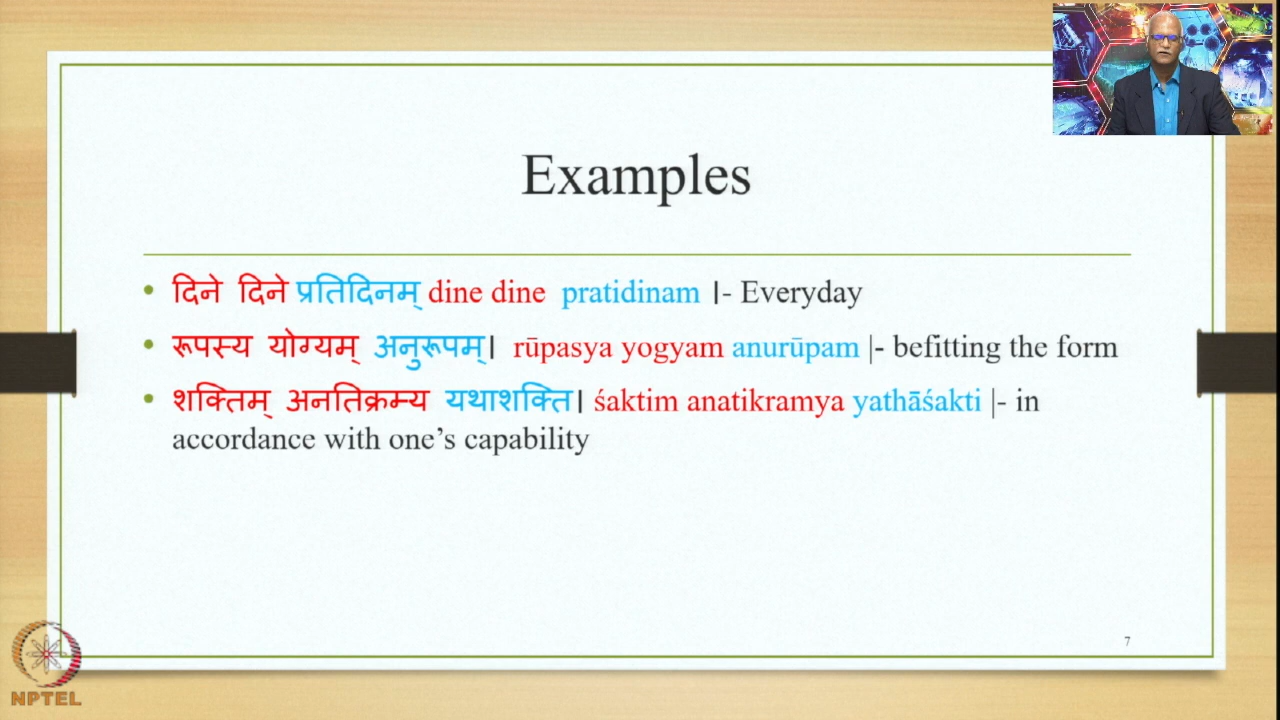 Examples
• दिने दिने प्रतिदिनम् dine dine pratidinam ।- Everyday
• रूपस्य योग्यम् अनुरूपम्। rūpasya yogyam anurūpam |- befitting the form
• शक्तिम् अनतिक्रम्य यथाशक्ति। śaktim anatikramya yathāśakti |- in
accordance with one’s capability
7
NPTEL